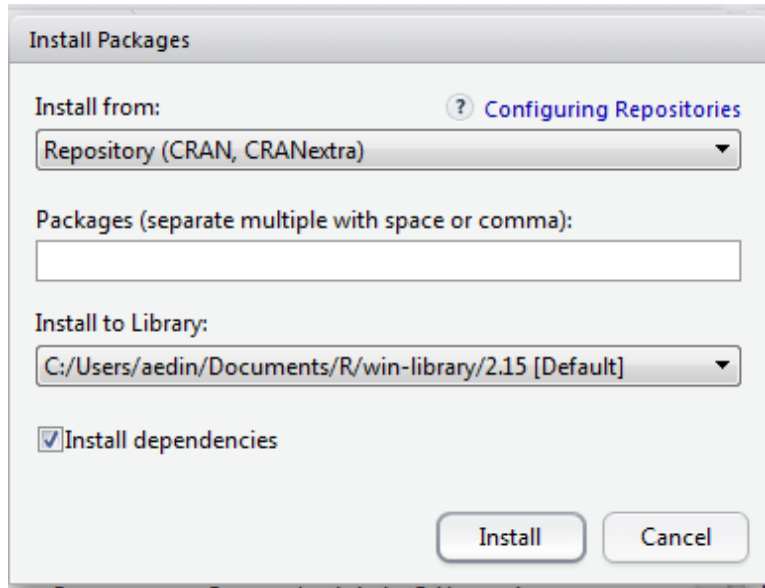 Install Packages
Install from:
? Configuring Repositories
Repository (CRAN, CRANextra)
Packages (separate multiple with space or comma):
Install to Library:
C:/Users/aedin/Documents/R/win-library/2.15 [Default]
Install dependencies
Install
Cancel